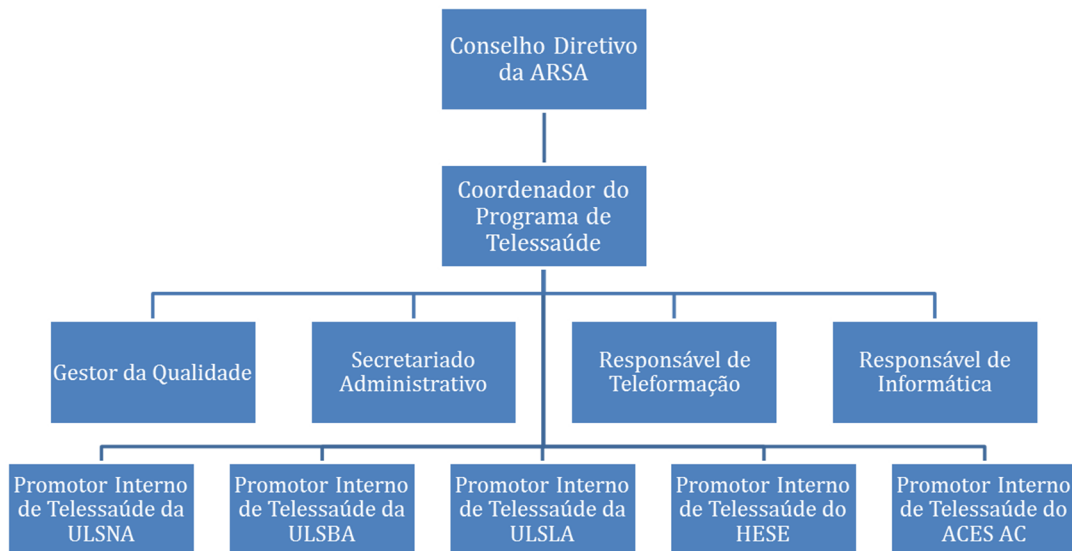 Conselho Diretivo
da ARSA
Coordenador do
Programa de
Telessaúde
Gestor da Qualidade
Secretariado
Administrativo
Responsável de
Teleformação
Responsável de
Informática
Promotor Interno
de Telessaúde da
ULSNA
Promotor Interno
de Telessaúde da
ULSBA
Promotor Interno
de Telessaúde da
ULSLA
Promotor Interno
de Telessaúde do
HESE
Promotor Interno
de Telessaúde do
ACES AC